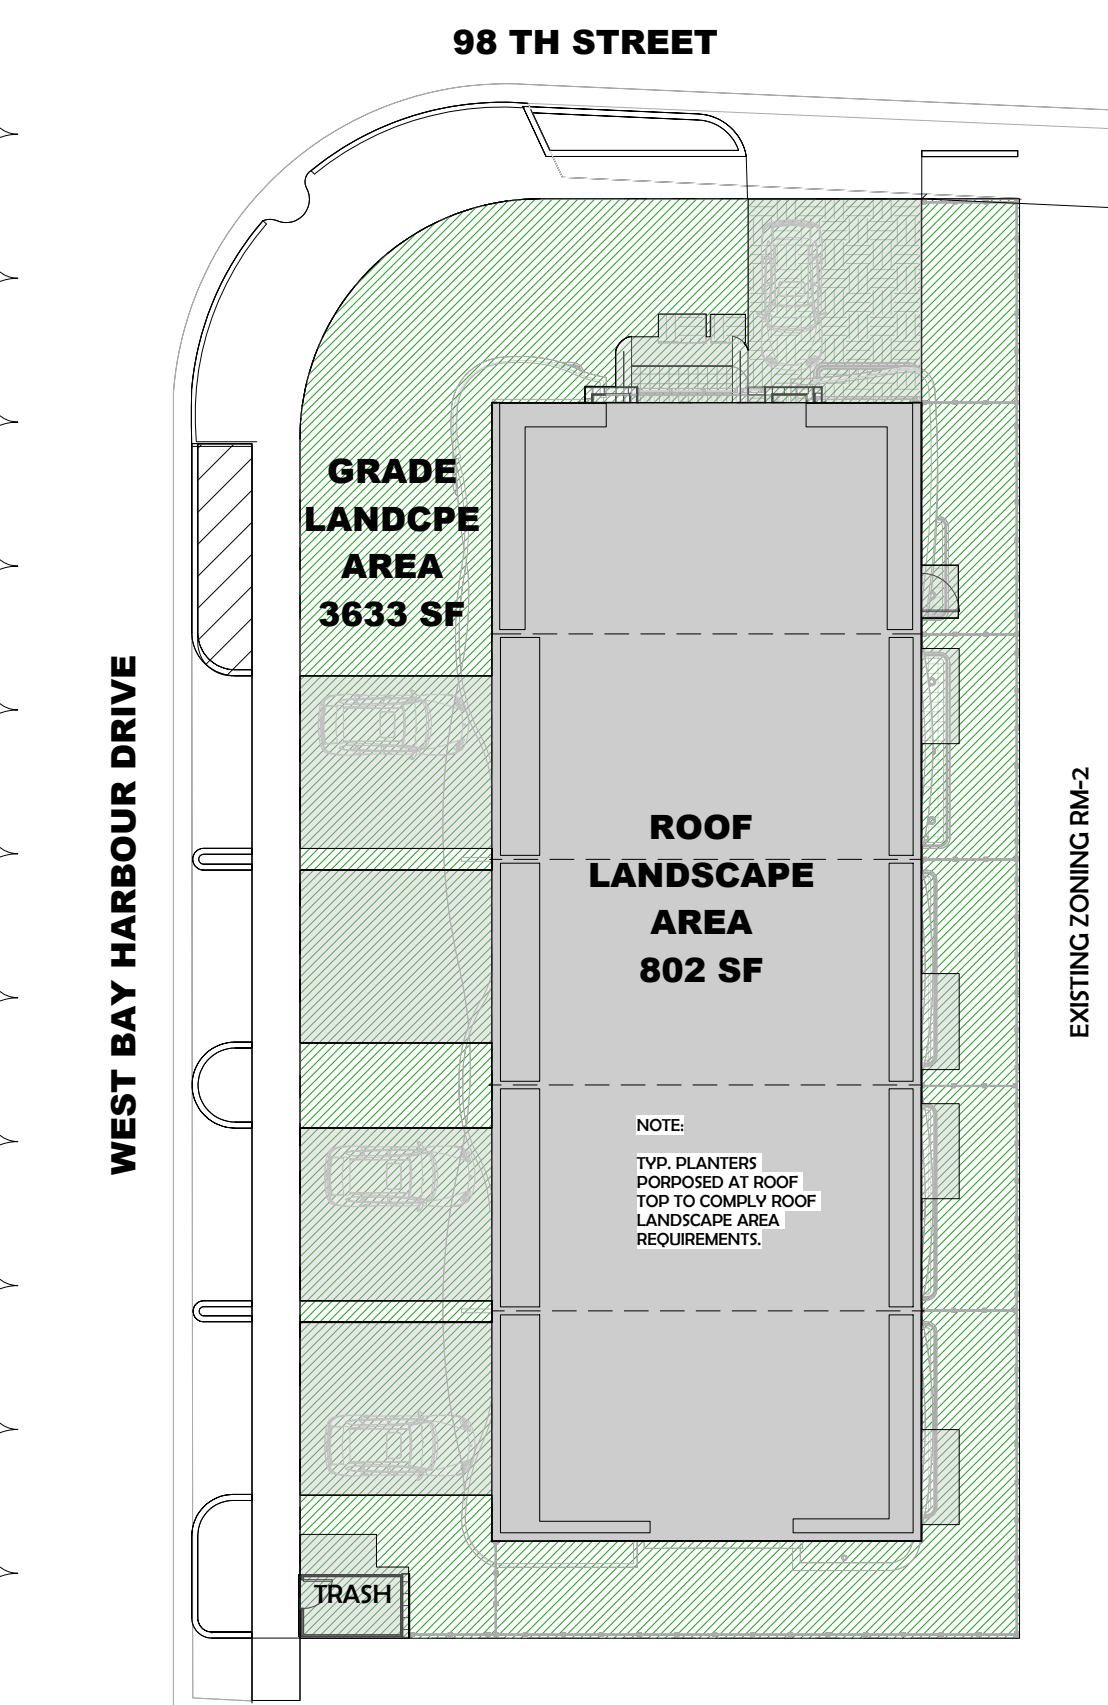 98 TH STREET
GRADE
LANDCPE
AREA
3633 SF
WEST BAY HARBOUR DRIVE
ROOF
LANDSCAPE
AREA
802 SF
EXISTING ZONING RM-2
NOTE:
TYP. PLANTERS
PORPOSED AT ROOF
TOP TO COMPLY ROOF
LANDSCAPE AREA
REQUIREMENTS.
TRASH